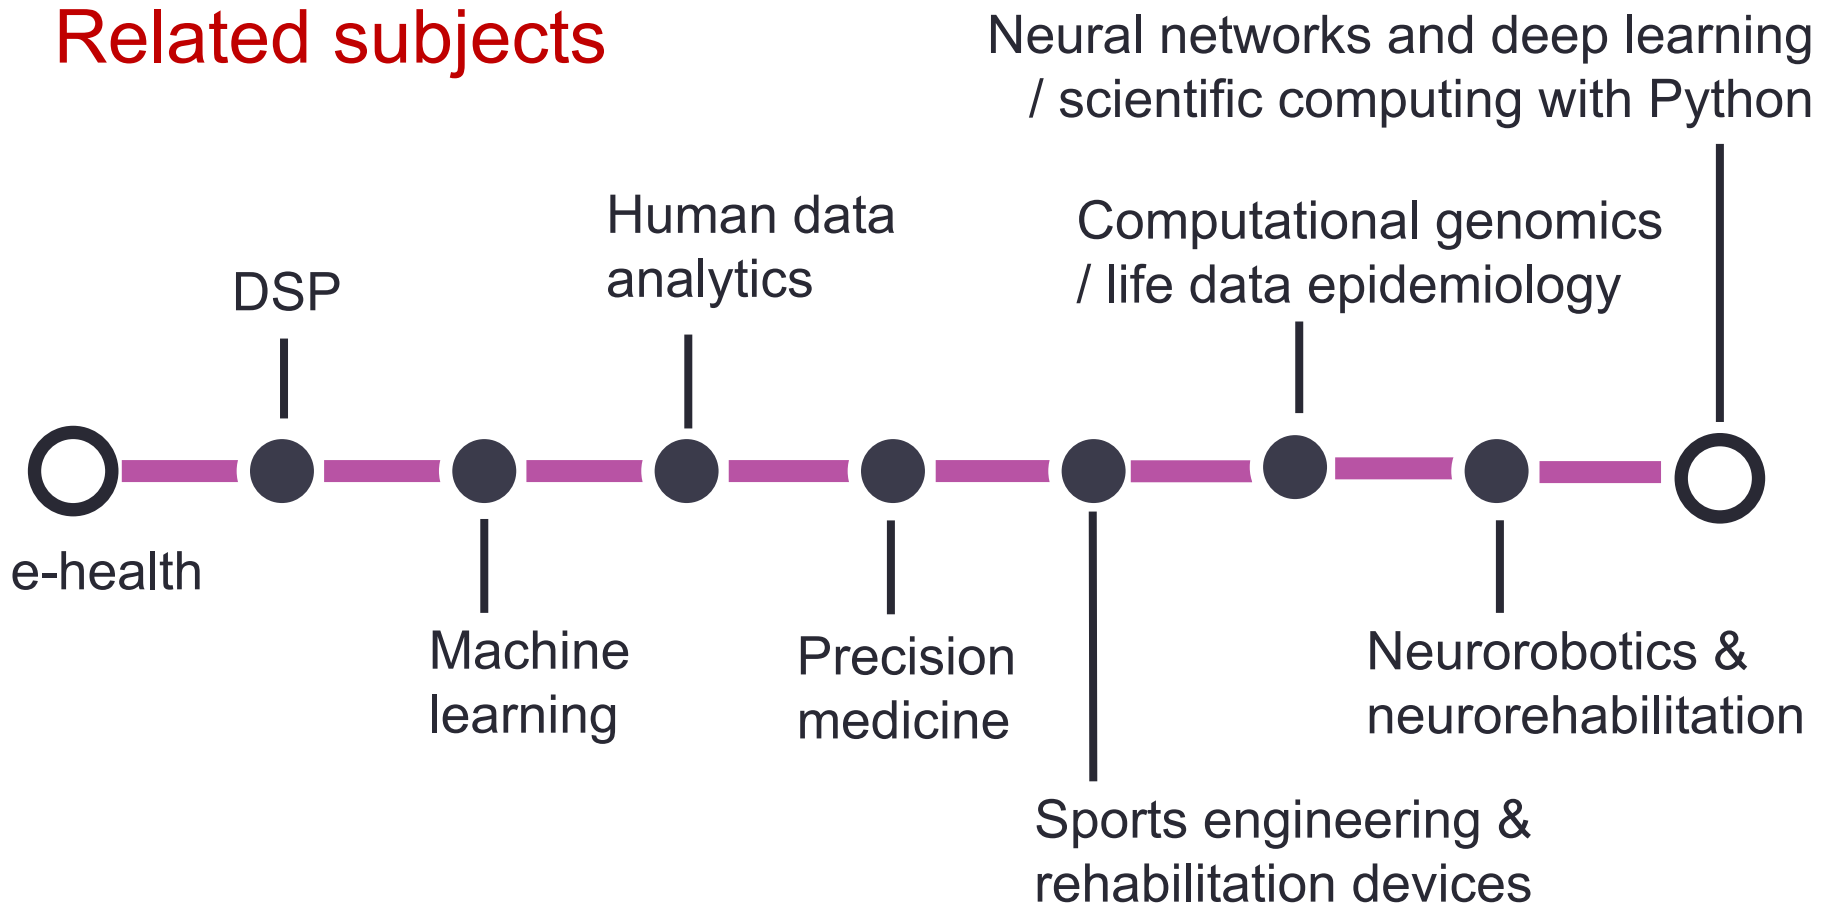 Related subjects
Neural networks and deep learning
/ scientific computing with Python
Human data
analytics
Computational genomics
/ life data epidemiology
DSP
e-health
Machine
learning
Precision
medicine
Neurorobotics &
neurorehabilitation
Sports engineering &
rehabilitation devices